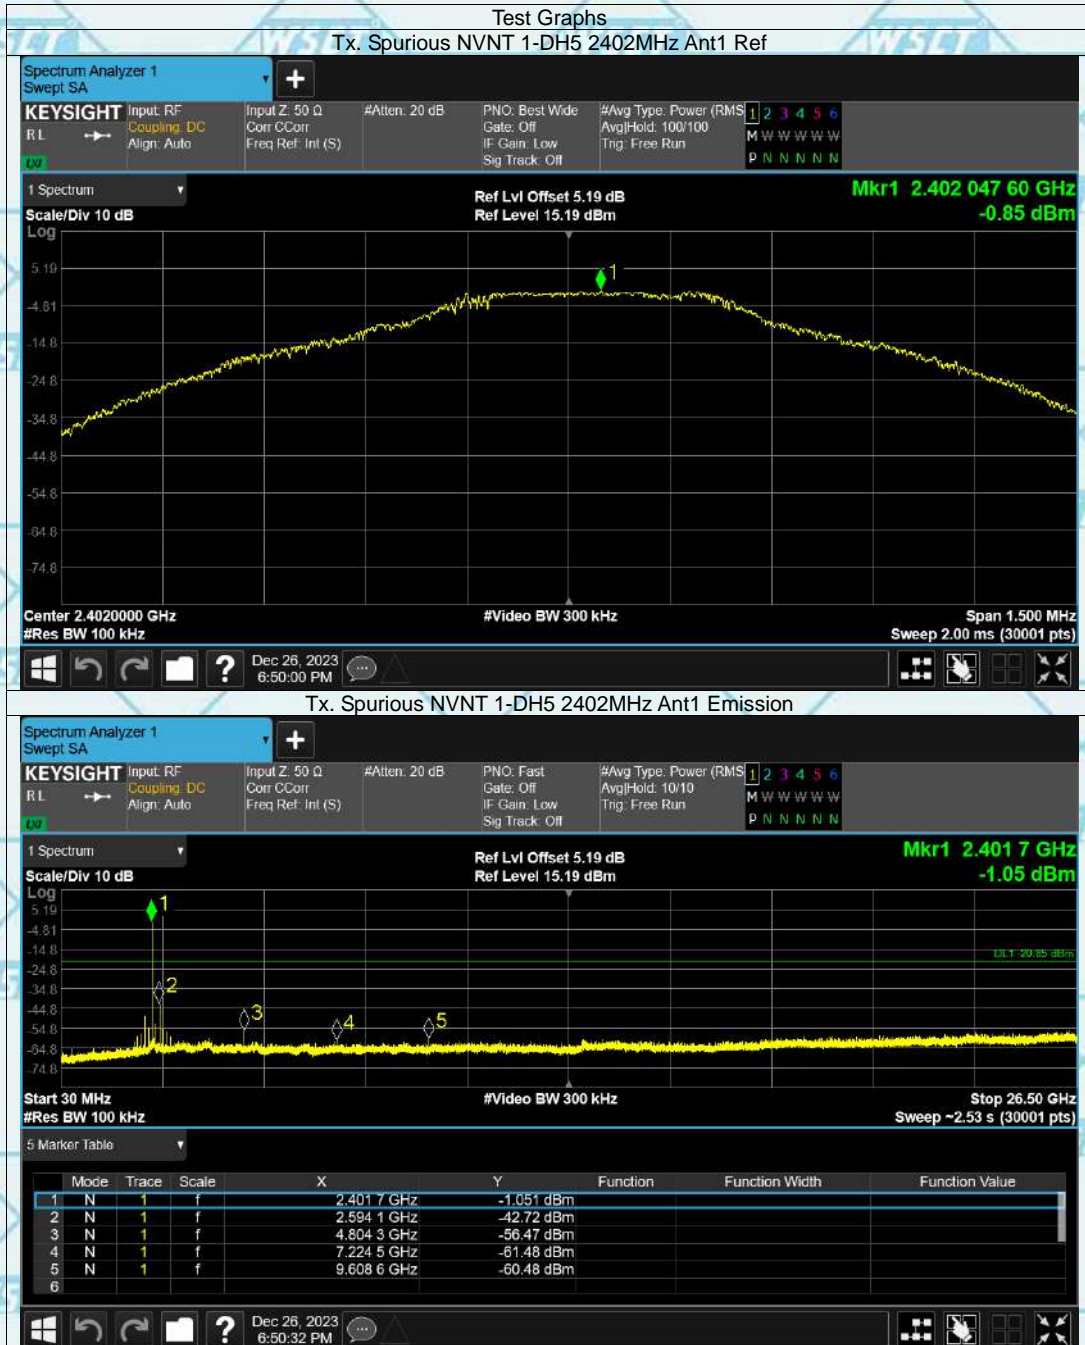 Test Graphs
Tx. Spurious NVNT 1-DH5 2402MHz Ant1 Ref
Spectrum Analyzer 1
Swept SA
KEYSIGHT
R L
LXI
Input: RF
Coupling: DC
Align: Auto
Input Z: 50 Ω
Corr CCorr
Freq Ref: Int (S)
#Atten: 20 dB
PNO: Best Wide
Gate: Off
IF Gain: Low
Sig Track: Off
#Avg Type: Power (RMS
Avg|Hold: 100/100
Trig: Free Run
1 2 3 4 5 6
M W W W W W
P N N N N N
1 Spectrum
Scale/Div 10 dB
Log
Ref Lvl Offset 5.19 dB
Ref Level 15.19 dBm
Mkr1 2.402 047 60 GHz
-0.85 dBm
1
5.19
-4.81
-14.8
-24.8
-34.8
-44.8
-54.8
-64.8
-74.8
Center 2.4020000 GHz
#Res BW 100 kHz
#Video BW 300 kHz
Span 1.500 MHz
Sweep 2.00 ms (30001 pts)
?
Dec 26, 2023
6:50:00 PM
Tx. Spurious NVNT 1-DH5 2402MHz Ant1 Emission
Spectrum Analyzer 1
Swept SA
KEYSIGHT
R L
LXI
Input: RF
Coupling: DC
Align: Auto
Input Z: 50 Ω
Corr CCorr
Freq Ref: Int (S)
#Atten: 20 dB
PNO: Fast
Gate: Off
IF Gain: Low
Sig Track: Off
#Avg Type: Power (RMS
Avg|Hold: 10/10
Trig: Free Run
1 2 3 4 5 6
M W W W W W
P N N N N N
1 Spectrum
Scale/Div 10 dB
Log
Ref Lvl Offset 5.19 dB
Ref Level 15.19 dBm
Mkr1 2.401 7 GHz
-1.05 dBm
5.19
-4.81
-14.8
-24.8
-34.8
-44.8
-54.8
-64.8
-74.8
DL1 -20.85 dBm
1
2
3
4
5
Start 30 MHz
#Res BW 100 kHz
#Video BW 300 kHz
Stop 26.50 GHz
Sweep ~2.53 s (30001 pts)
5 Marker Table
Mode Trace Scale X Y Function Function Width Function Value
1 N 1 f 2.401 7 GHz -1.051 dBm
2 N 1 f 2.594 1 GHz -42.72 dBm
3 N 1 f 4.804 3 GHz -56.47 dBm
4 N 1 f 7.224 5 GHz -61.48 dBm
5 N 1 f 9.608 6 GHz -60.48 dBm
6
?
Dec 26, 2023
6:50:32 PM